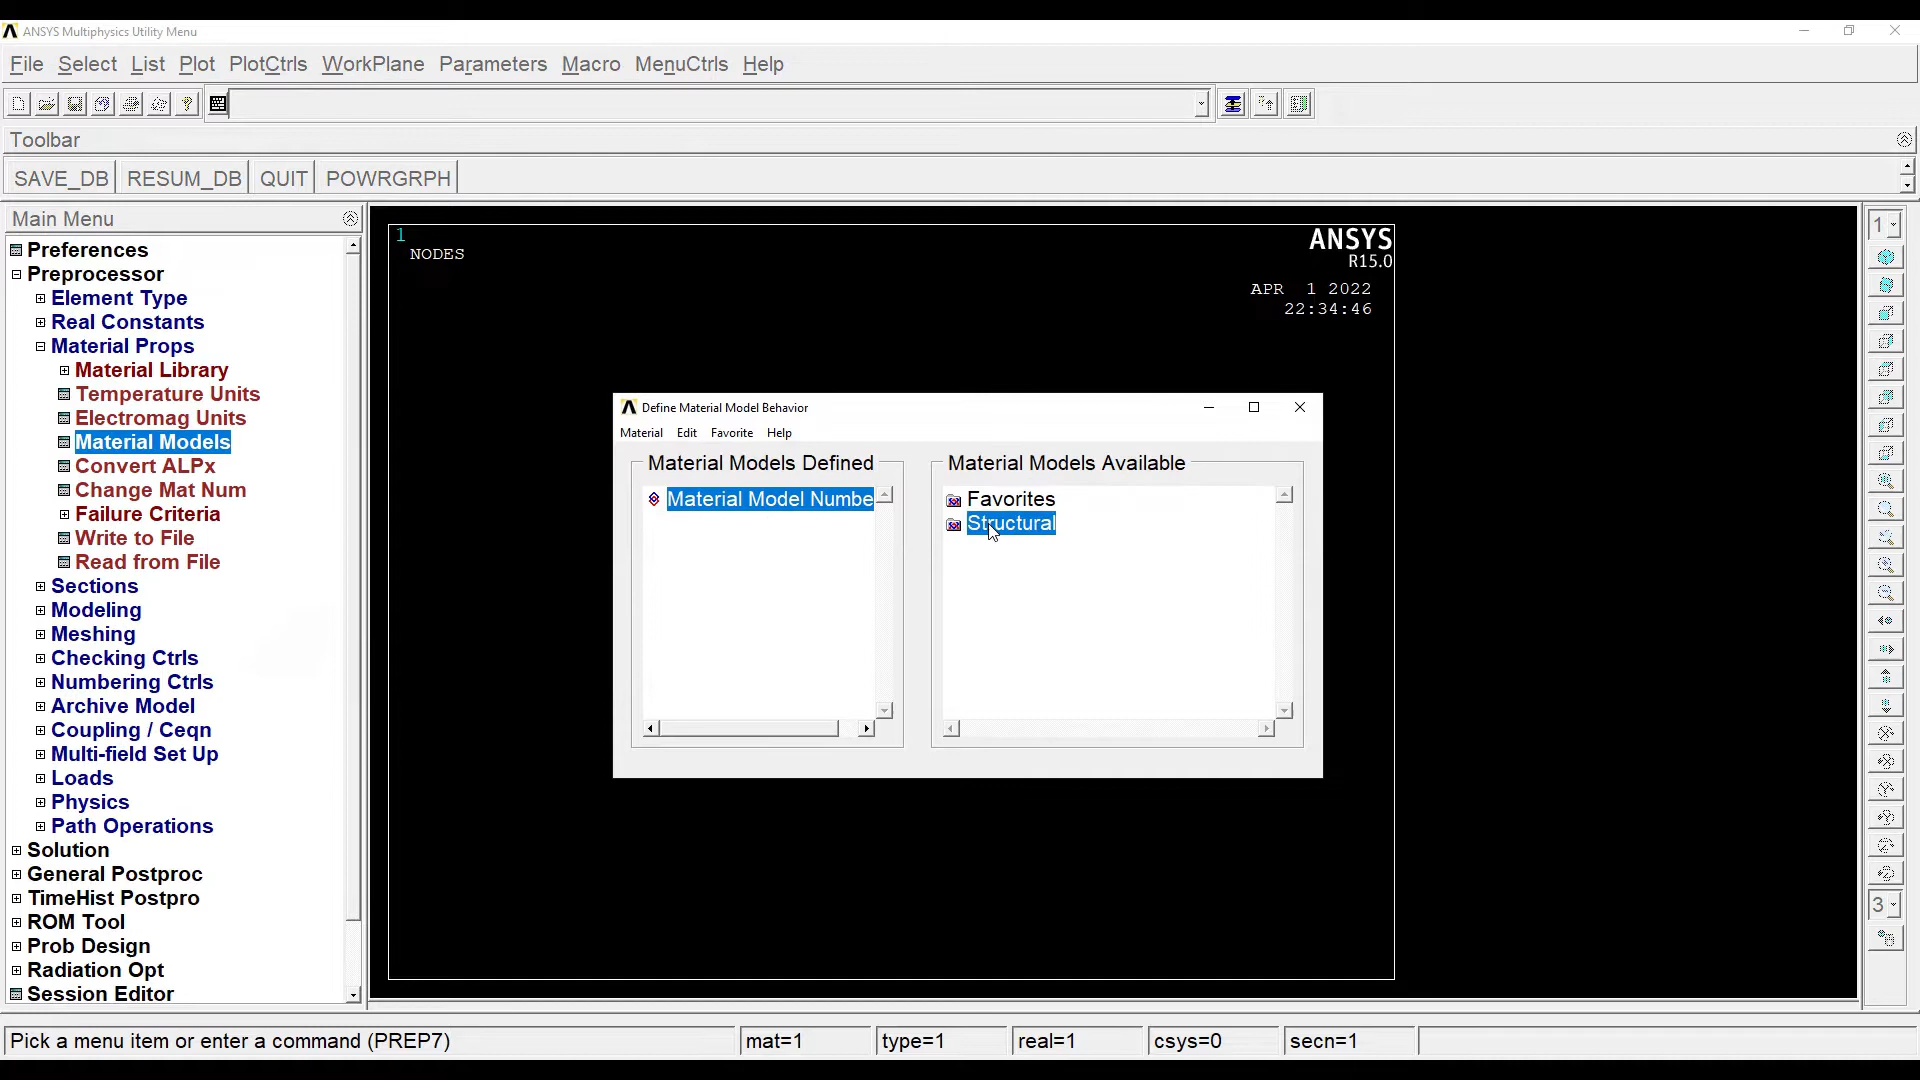 ANSYS Multiphysics Utility Menu
File Select List Plot PlotCtrls WorkPlane Parameters Macro MenuCtrls Help
Toolbar
SAVE_DB RESUM_DB QUIT POWRGRPH
Main Menu
Preferences
Preprocessor
Element Type
Real Constants
Material Props
Material Library
Temperature Units
Electromag Units
Material Models
Convert ALPx
Change Mat Num
Failure Criteria
Write to File
Read from File
Sections
Modeling
Meshing
Checking Ctrls
Numbering Ctrls
Archive Model
Coupling / Ceqn
Multi-field Set Up
Loads
Physics
Path Operations
Solution
General Postproc
TimeHist Postpro
ROM Tool
Prob Design
Radiation Opt
Session Editor
1
NODES
ANSYS
R15.0
APR 1 2022
22:34:46
Define Material Model Behavior
Material Edit Favorite Help
Material Models Defined
Material Model Numbe
Material Models Available
Favorites
Structural
1
3
Pick a menu item or enter a command (PREP7) mat=1 type=1 real=1 csys=0 secn=1